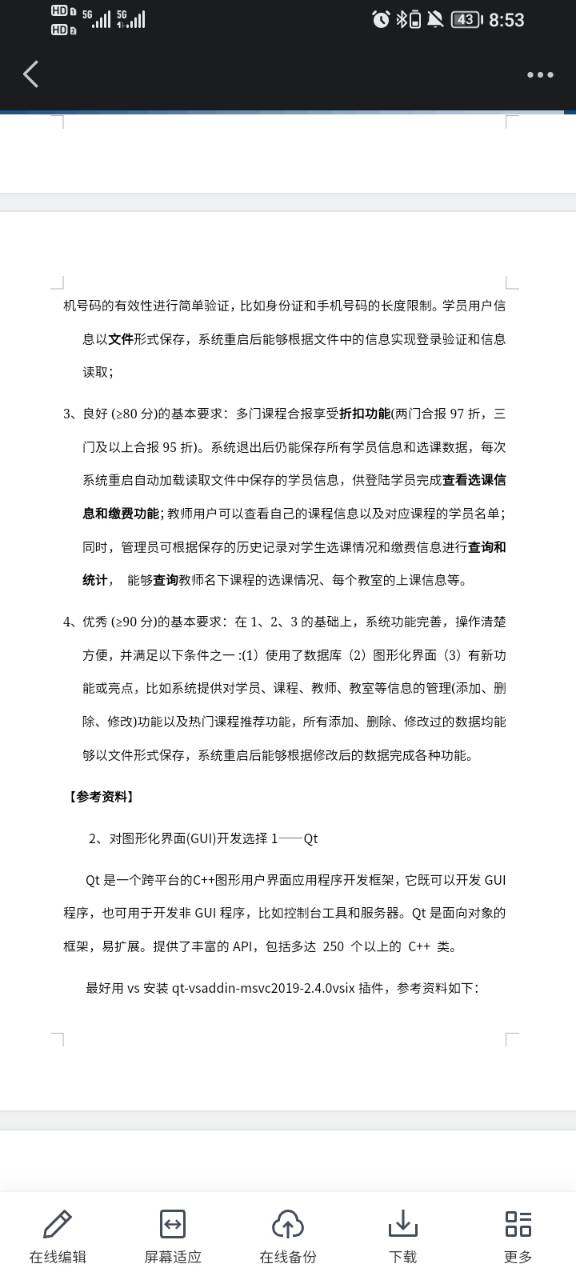 HD 1 5G 5G 43 8:53
HD 2
机号码的有效性进行简单验证，比如身份证和手机号码的长度限制。学员用户信
息以文件形式保存，系统重启后能够根据文件中的信息实现登录验证和信息
读取；
3、良好 (≥80 分)的基本要求：多门课程合报享受折扣功能(两门合报 97 折，三
门及以上合报 95 折)。系统退出后仍能保存所有学员信息和选课数据，每次
系统重启自动加载读取文件中保存的学员信息，供登陆学员完成查看选课信
息和缴费功能；教师用户可以查看自己的课程信息以及对应课程的学员名单；
同时，管理员可根据保存的历史记录对学生选课情况和缴费信息进行查询和
统计， 能够查询教师名下课程的选课情况、每个教室的上课信息等。
4、优秀 (≥90 分)的基本要求：在 1、2、3 的基础上，系统功能完善，操作清楚
方便，并满足以下条件之一 :(1）使用了数据库（2）图形化界面（3）有新功
能或亮点，比如系统提供对学员、课程、教师、教室等信息的管理(添加、删
除、修改)功能以及热门课程推荐功能，所有添加、删除、修改过的数据均能
够以文件形式保存，系统重启后能够根据修改后的数据完成各种功能。
【参考资料】
2、对图形化界面(GUI)开发选择 1——Qt
Qt 是一个跨平台的C++图形用户界面应用程序开发框架，它既可以开发 GUI
程序，也可用于开发非 GUI 程序，比如控制台工具和服务器。Qt 是面向对象的
框架，易扩展。提供了丰富的 API，包括多达 250 个以上的 C++ 类。
最好用 vs 安装 qt-vsaddin-msvc2019-2.4.0vsix 插件，参考资料如下：
在线编辑 屏幕适应 在线备份 下载 更多